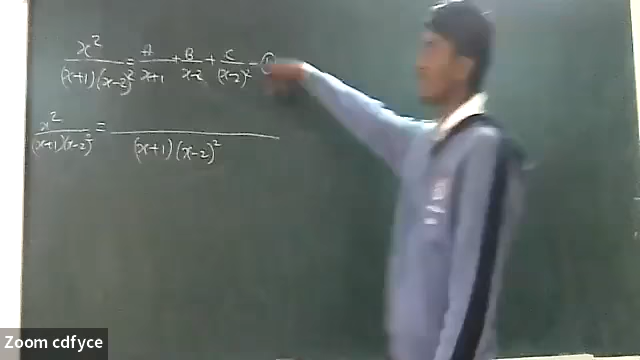 x² / (x+1)(x-2)² = A/x+1 + B/x-2 + C/(x-2)² - ①
x² / (x+1)(x-2)² = / (x+1)(x-2)²
Zoom cdfyce